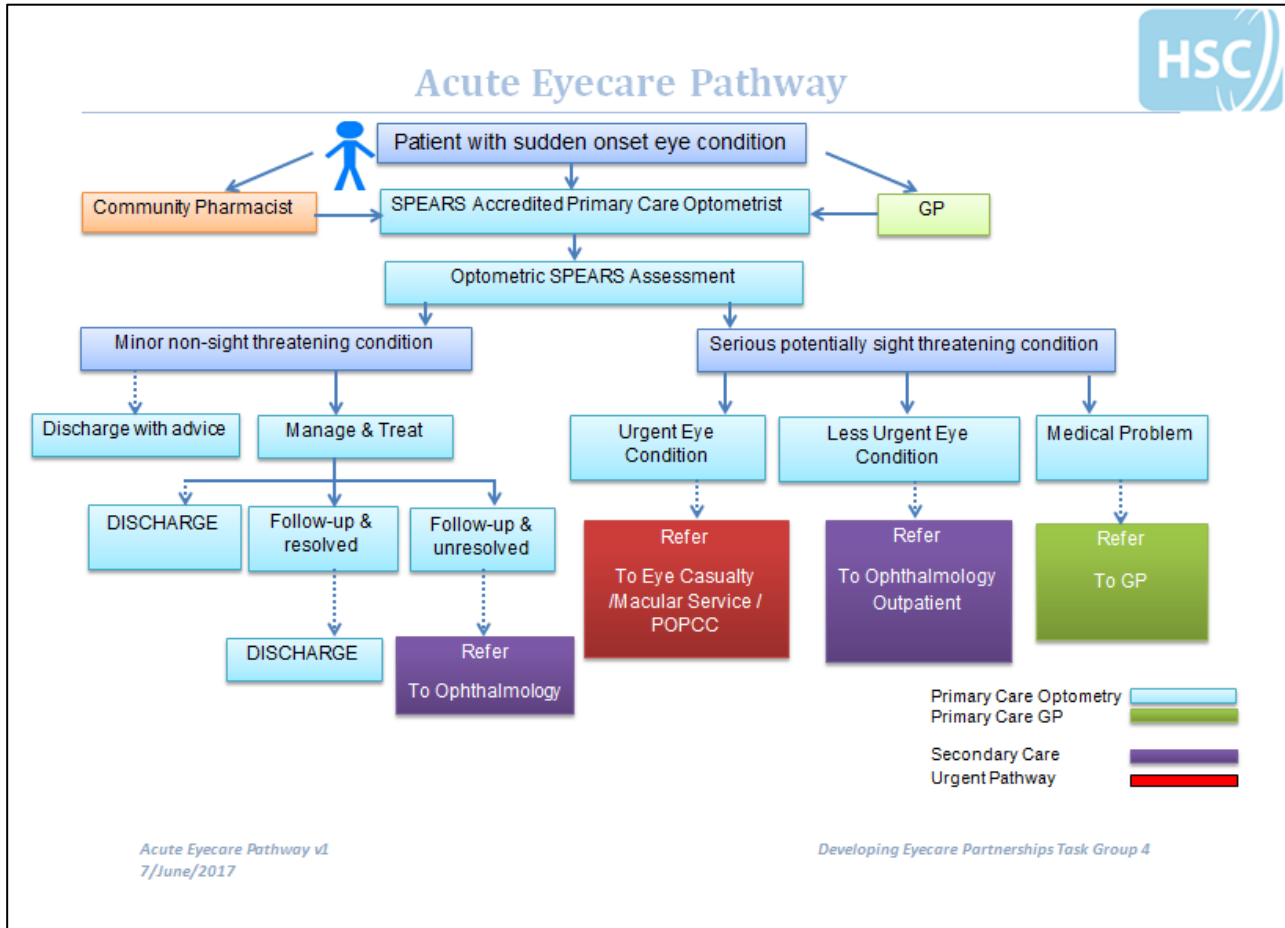 HSC
Acute Eyecare Pathway
Patient with sudden onset eye condition
Community Pharmacist
SPEARS Accredited Primary Care Optometrist
GP
Optometric SPEARS Assessment
Minor non-sight threatening condition
Serious potentially sight threatening condition
Discharge with advice
Manage & Treat
Urgent Eye
Condition
Less Urgent Eye
Condition
Medical Problem
DISCHARGE
Follow-up &
resolved
Follow-up &
unresolved
Refer
To Eye Casualty
/Macular Service /
POPCC
Refer
To Ophthalmology
Outpatient
Refer
To GP
DISCHARGE
Refer
To Ophthalmology
Primary Care Optometry
Primary Care GP
Secondary Care
Urgent Pathway
Acute Eyecare Pathway v1
7/June/2017
Developing Eyecare Partnerships Task Group 4